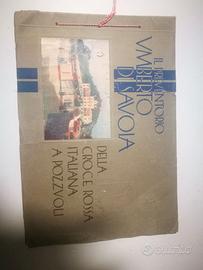 IL PREVENTORIO
VMBERTO
DI SAVOIA
DELLA
CROCE ROSSA
ITALIANA
A POZZVOLI